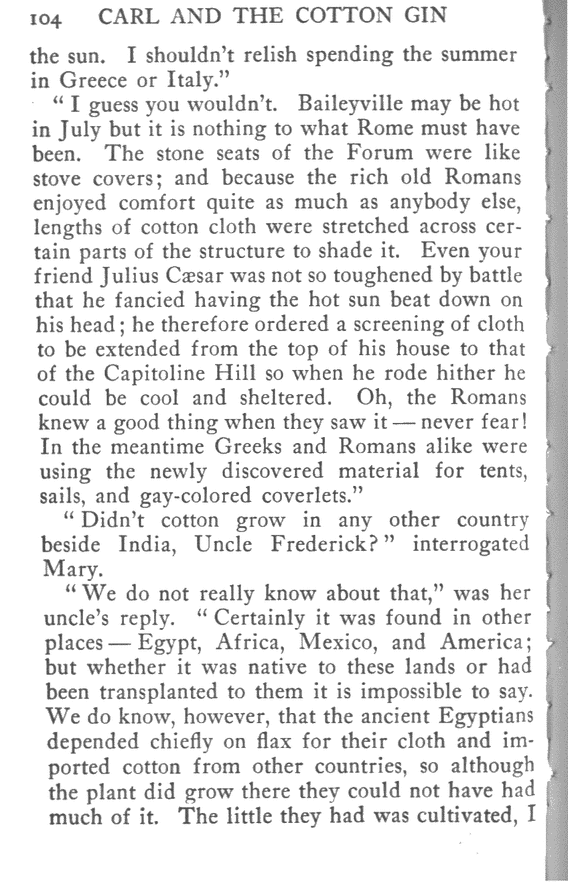 104 CARL AND THE COTTON GIN
the sun. I shouldn't relish spending the summer
in Greece or Italy."
"I guess you wouldn't. Baileyville may be hot
in July but it is nothing to what Rome must have
been. The stone seats of the Forum were like
stove covers; and because the rich old Romans
enjoyed comfort quite as much as anybody else,
lengths of cotton cloth were stretched across cer-
tain parts of the structure to shade it. Even your
friend Julius Cæsar was not so toughened by battle
that he fancied having the hot sun beat down on
his head; he therefore ordered a screening of cloth
to be extended from the top of his house to that
of the Capitoline Hill so when he rode hither he
could be cool and sheltered. Oh, the Romans
knew a good thing when they saw it — never fear!
In the meantime Greeks and Romans alike were
using the newly discovered material for tents,
sails, and gay-colored coverlets."
"Didn't cotton grow in any other country
beside India, Uncle Frederick?" interrogated
Mary.
"We do not really know about that," was her
uncle's reply. "Certainly it was found in other
places — Egypt, Africa, Mexico, and America;
but whether it was native to these lands or had
been transplanted to them it is impossible to say.
We do know, however, that the ancient Egyptians
depended chiefly on flax for their cloth and im-
ported cotton from other countries, so although
the plant did grow there they could not have had
much of it. The little they had was cultivated, I